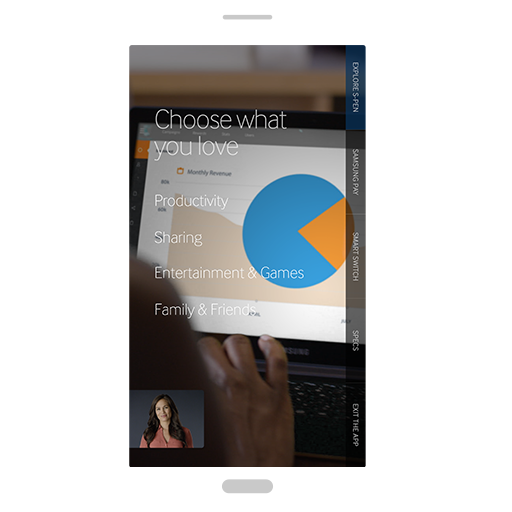 Choose what
you love
Productivity
Sharing
Entertainment & Games
Family & Friends
EXPLORE S-PEN
SAMSUNG PAY
SMART SWITCH
SPECS
EXIT THE APP
Monthly Revenue
SAMSUNG